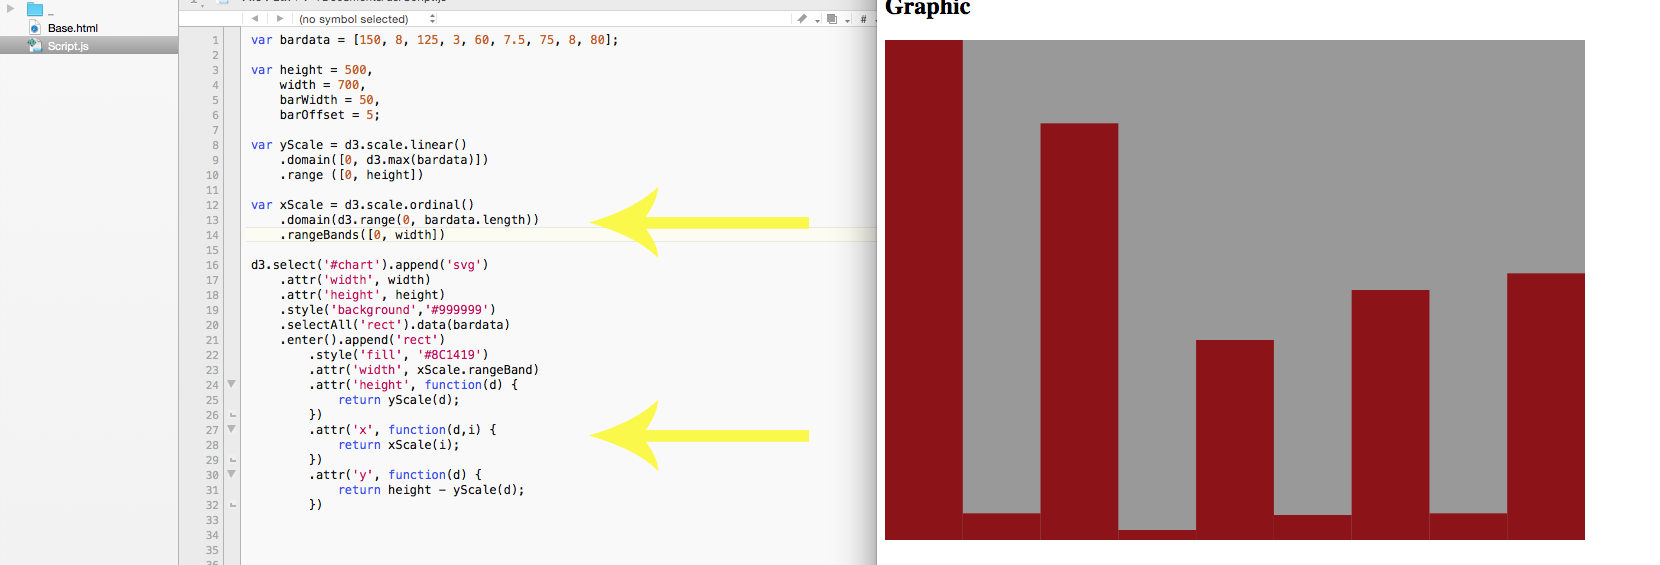 Base.html
Script.js
(no symbol selected)
#
1 var bardata = [150, 8, 125, 3, 60, 7.5, 75, 8, 80];
2
3 var height = 500,
4     width = 700,
5     barWidth = 50,
6     barOffset = 5;
7
8 var yScale = d3.scale.linear()
9     .domain([0, d3.max(bardata)])
10     .range ([0, height])
11
12 var xScale = d3.scale.ordinal()
13     .domain(d3.range(0, bardata.length))
14     .rangeBands([0, width])
15
16 d3.select('#chart').append('svg')
17     .attr('width', width)
18     .attr('height', height)
19     .style('background','#999999')
20     .selectAll('rect').data(bardata)
21     .enter().append('rect')
22         .style('fill', '#8C1419')
23         .attr('width', xScale.rangeBand)
24         .attr('height', function(d) {
25             return yScale(d);
26         })
27         .attr('x', function(d,i) {
28             return xScale(i);
29         })
30         .attr('y', function(d) {
31             return height - yScale(d);
32         })
33
34
35
Graphic